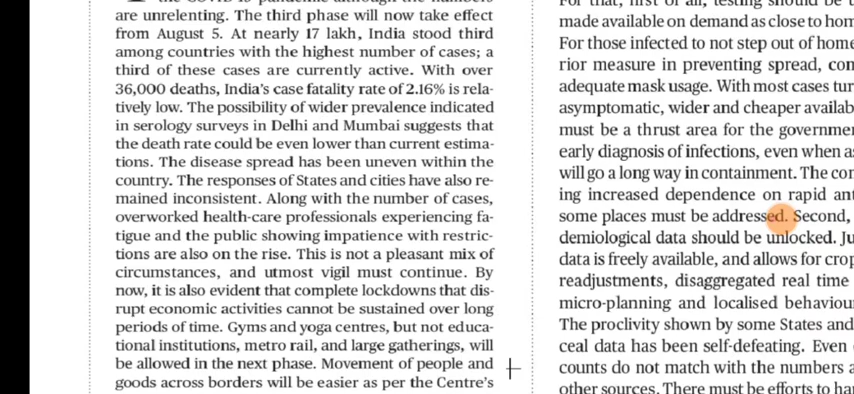 the COVID-19 pandemic although the numbers
are unrelenting. The third phase will now take effect
from August 5. At nearly 17 lakh, India stood third
among countries with the highest number of cases; a
third of these cases are currently active. With over
36,000 deaths, India's case fatality rate of 2.16% is rela-
tively low. The possibility of wider prevalence indicated
in serology surveys in Delhi and Mumbai suggests that
the death rate could be even lower than current estima-
tions. The disease spread has been uneven within the
country. The responses of States and cities have also re-
mained inconsistent. Along with the number of cases,
overworked health-care professionals experiencing fa-
tigue and the public showing impatience with restric-
tions are also on the rise. This is not a pleasant mix of
circumstances, and utmost vigil must continue. By
now, it is also evident that complete lockdowns that dis-
rupt economic activities cannot be sustained over long
periods of time. Gyms and yoga centres, but not educa-
tional institutions, metro rail, and large gatherings, will
be allowed in the next phase. Movement of people and
goods across borders will be easier as per the Centre's
For that, first of all, testing should be
made available on demand as close to hom
For those infected to not step out of home
rior measure in preventing spread, con
adequate mask usage. With most cases tur
asymptomatic, wider and cheaper availab
must be a thrust area for the governme
early diagnosis of infections, even when a
will go a long way in containment. The con
ing increased dependence on rapid ant
some places must be addressed. Second,
demiological data should be unlocked. Ju
data is freely available, and allows for crop
readjustments, disaggregated real time
micro-planning and localised behaviou
The proclivity shown by some States and
ceal data has been self-defeating. Even
counts do not match with the numbers a
other sources. There must be efforts to ha